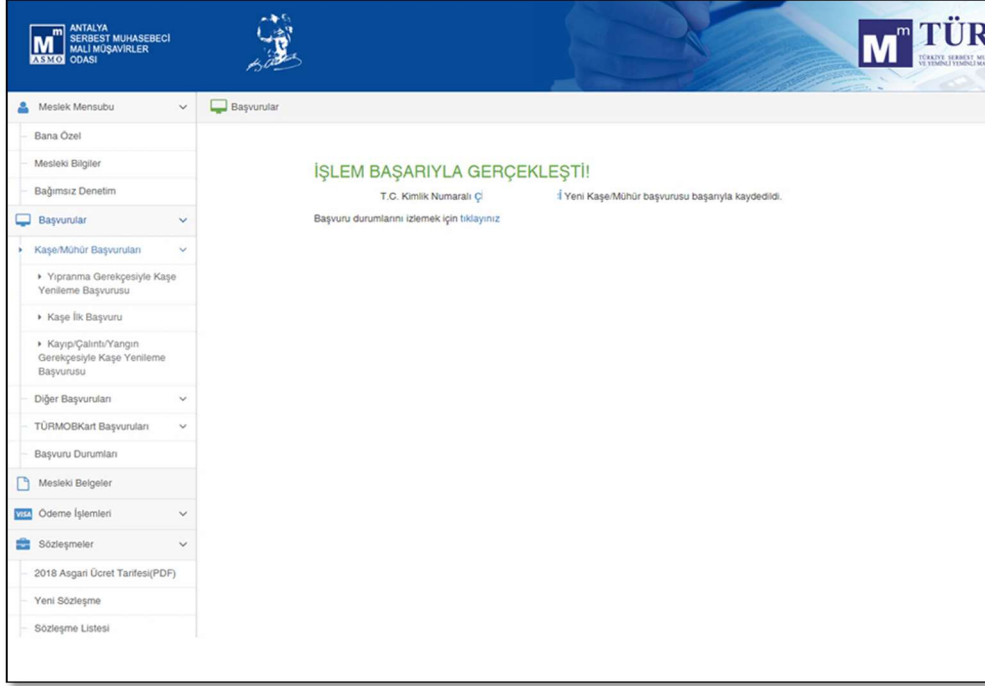 ANTALYA
SERBEST MUHASEBECİ
MALİ MÜŞAVİRLER
ODASI
Mm
ASMO
Mm
TÜR
Meslek Mensubu
Başvurular
Bana Özel
Mesleki Bilgiler
Bağımsız Denetim
Başvurular
Kaşe/Mühür Başvuruları
Yıpranma Gerekçesiyle Kaşe
Yenileme Başvurusu
Kaşe İlk Başvuru
Kayıp/Çalıntı/Yangın
Gerekçesiyle Kaşe Yenileme
Başvurusu
Diğer Başvuruları
TÜRMOBKart Başvuruları
Başvuru Durumları
Mesleki Belgeler
VISA Ödeme İşlemleri
Sözleşmeler
2018 Asgari Ücret Tarifesi(PDF)
Yeni Sözleşme
Sözleşme Listesi
İŞLEM BAŞARIYLA GERÇEKLEŞTİ!
T.C. Kimlik Numaralı Ç Yeni Kaşe/Mühür başvurusu başarıyla kaydedildi.
Başvuru durumlarını izlemek için tıklayınız